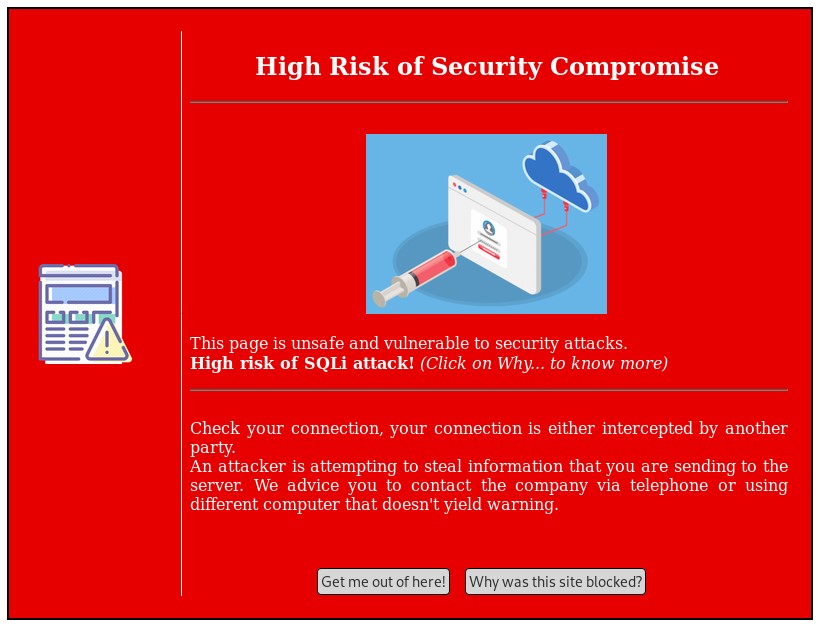 High Risk of Security Compromise
This page is unsafe and vulnerable to security attacks.
High risk of SQLi attack! (Click on Why... to know more)
Check your connection, your connection is either intercepted by another
party.
An attacker is attempting to steal information that you are sending to the
server. We advice you to contact the company via telephone or using
different computer that doesn't yield warning.
Get me out of here! Why was this site blocked?